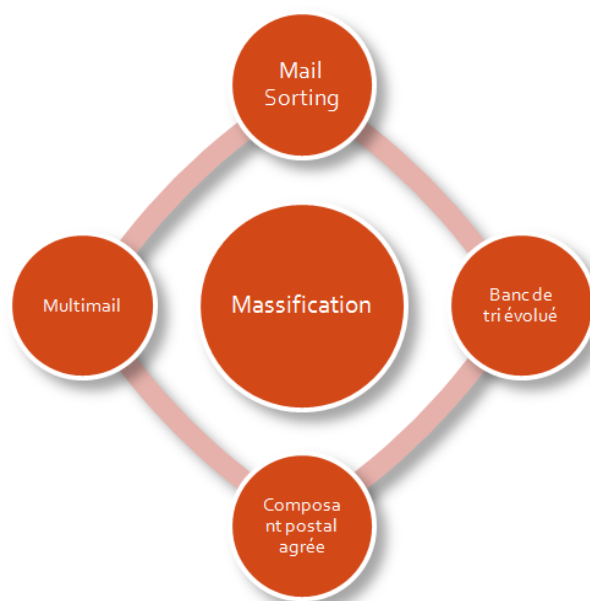 Mail
Sorting
Multimail
Massification
Banc de
tri évolué
Composa
nt postal
agrée